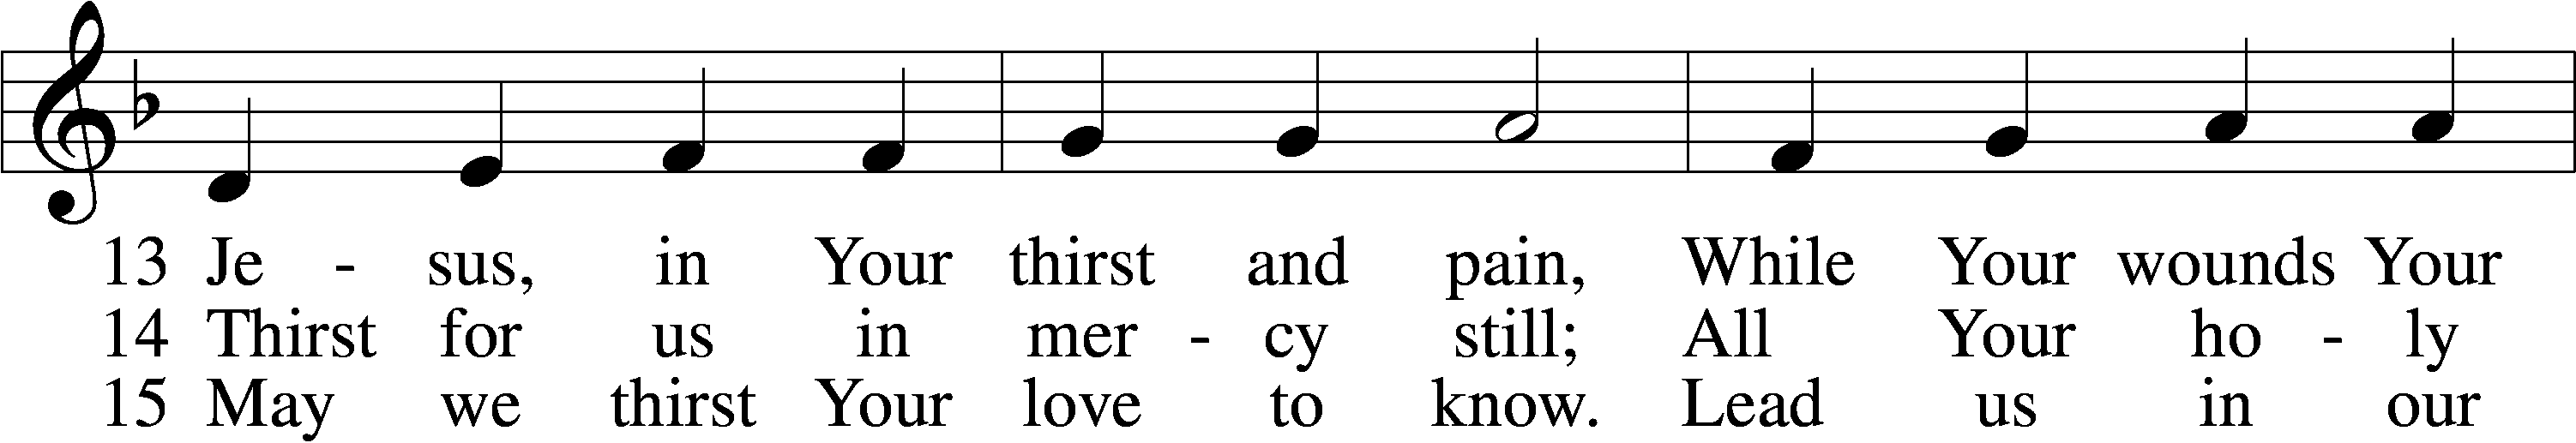 13 Je - sus, in Your thirst and pain, While Your wounds Your
14 Thirst for us in mer - cy still; All Your ho - ly
15 May we thirst Your love to know. Lead us in our